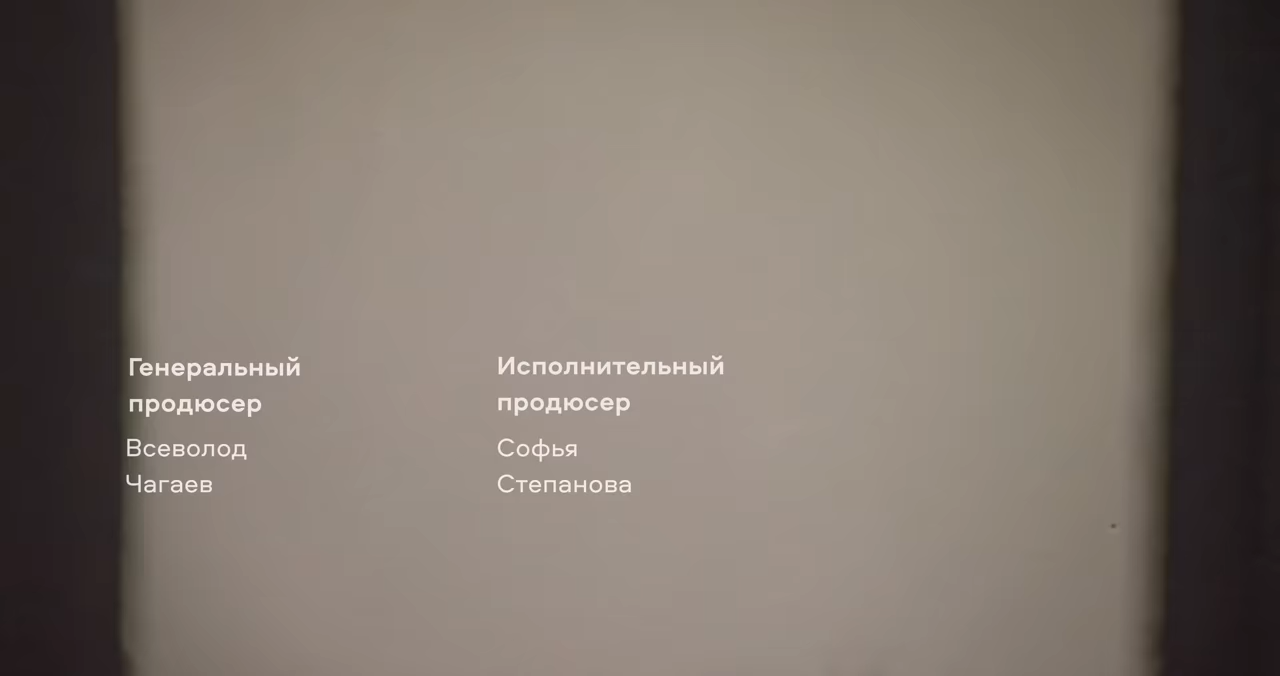 Генеральный
продюсер
Всеволод
Чагаев
Исполнительный
продюсер
Софья
Степанова